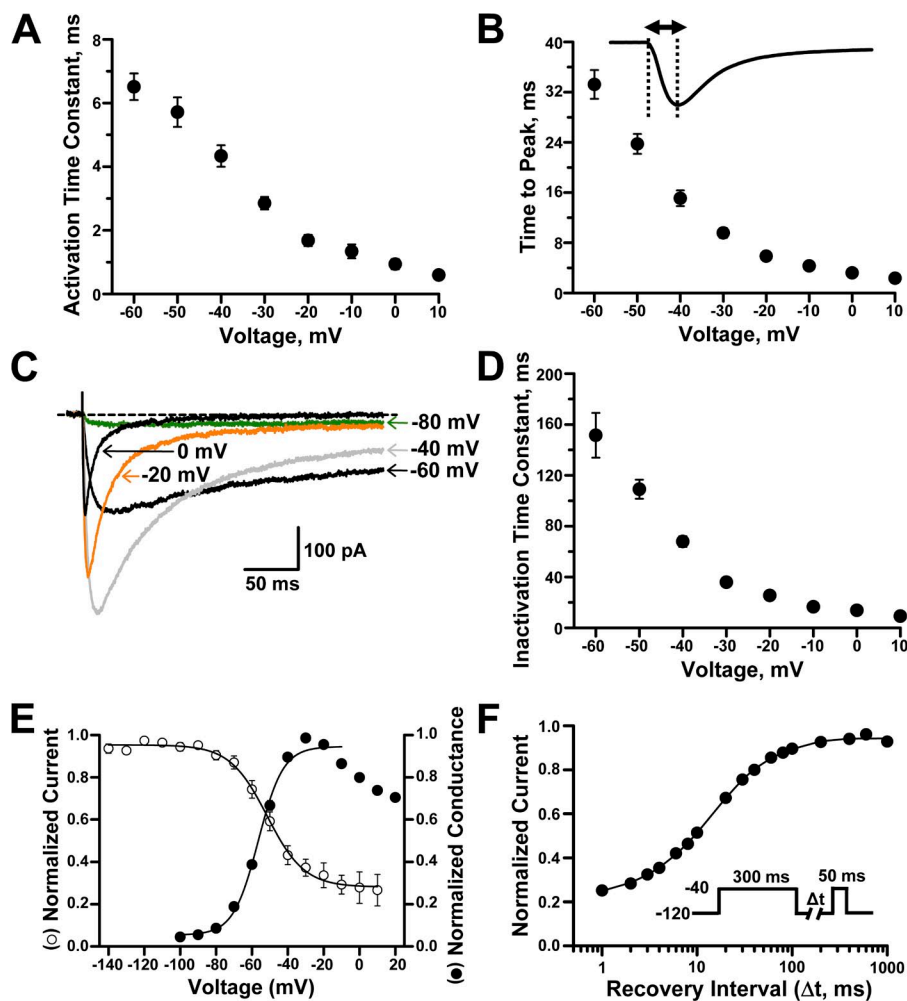 A
Activation Time Constant, ms
8
6
4
2
0
-60 -50 -40 -30 -20 -10 0 10
Voltage, mV
B
Time to Peak, ms
40
32
24
16
8
0
-60 -50 -40 -30 -20 -10 0 10
Voltage, mV
C
-80 mV
0 mV
-40 mV
-20 mV
-60 mV
100 pA
50 ms
D
Inactivation Time Constant, ms
200
160
120
80
40
0
-60 -50 -40 -30 -20 -10 0 10
Voltage, mV
E
(○) Normalized Current
1.0
0.8
0.6
0.4
0.2
0.0
(●) Normalized Conductance
1.0
0.8
0.6
0.4
0.2
0.0
-140 -120 -100 -80 -60 -40 -20 0 20
Voltage (mV)
F
Normalized Current
1.0
0.8
0.6
0.4
0.2
0.0
300 ms
50 ms
-40
Δt
-120
1 10 100 1000
Recovery Interval (Δt, ms)